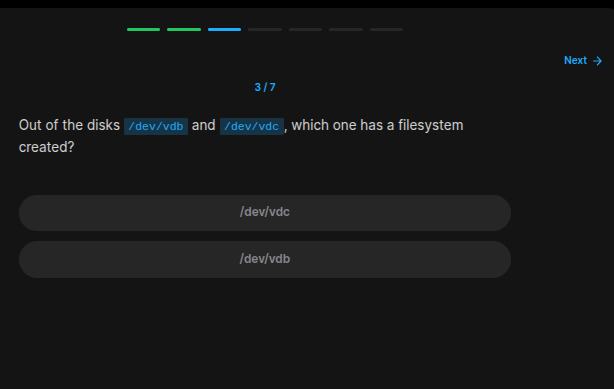 Next →
3 / 7
Out of the disks /dev/vdb and /dev/vdc, which one has a filesystem
created?
/dev/vdc
/dev/vdb